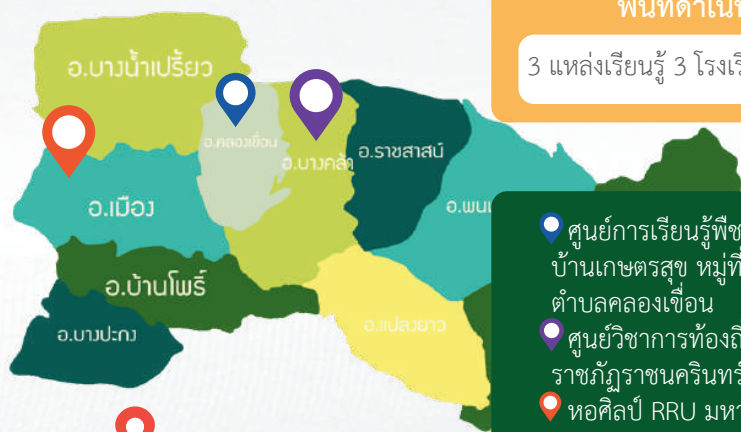 พื้นที่ดำเนิน
3 แหล่งเรียนรู้ 3 โรงเรี
อ.บางน้ำเปรี้ยว
อ.คลองเขื่อน
อ.บางคล้า
อ.ราชสาสน์
อ.เมือง
อ.พนม
อ.บ้านโพธิ์
อ.บางปะกง
อ.แปลงยาว
ศูนย์การเรียนรู้พืช
บ้านเกษตรสุข หมู่ที่
ตำบลคลองเขื่อน
ศูนย์วิชาการท้องถิ
ราชภัฏราชนครินทร์
หอศิลป์ RRU มหา